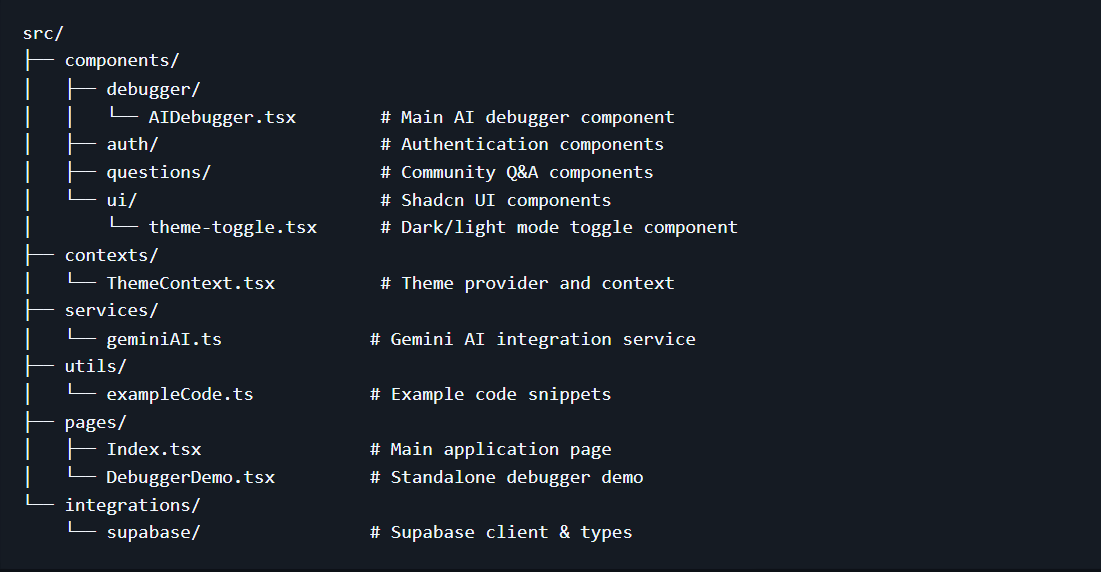 src/
├── components/
│   ├── debugger/
│   │   └── AIDebugger.tsx        # Main AI debugger component
│   ├── auth/                     # Authentication components
│   ├── questions/                # Community Q&A components
│   └── ui/                       # Shadcn UI components
│       └── theme-toggle.tsx      # Dark/light mode toggle component
├── contexts/
│   └── ThemeContext.tsx          # Theme provider and context
├── services/
│   └── geminiAI.ts              # Gemini AI integration service
├── utils/
│   └── exampleCode.ts           # Example code snippets
├── pages/
│   ├── Index.tsx                # Main application page
│   └── DebuggerDemo.tsx         # Standalone debugger demo
└── integrations/
    └── supabase/                # Supabase client & types